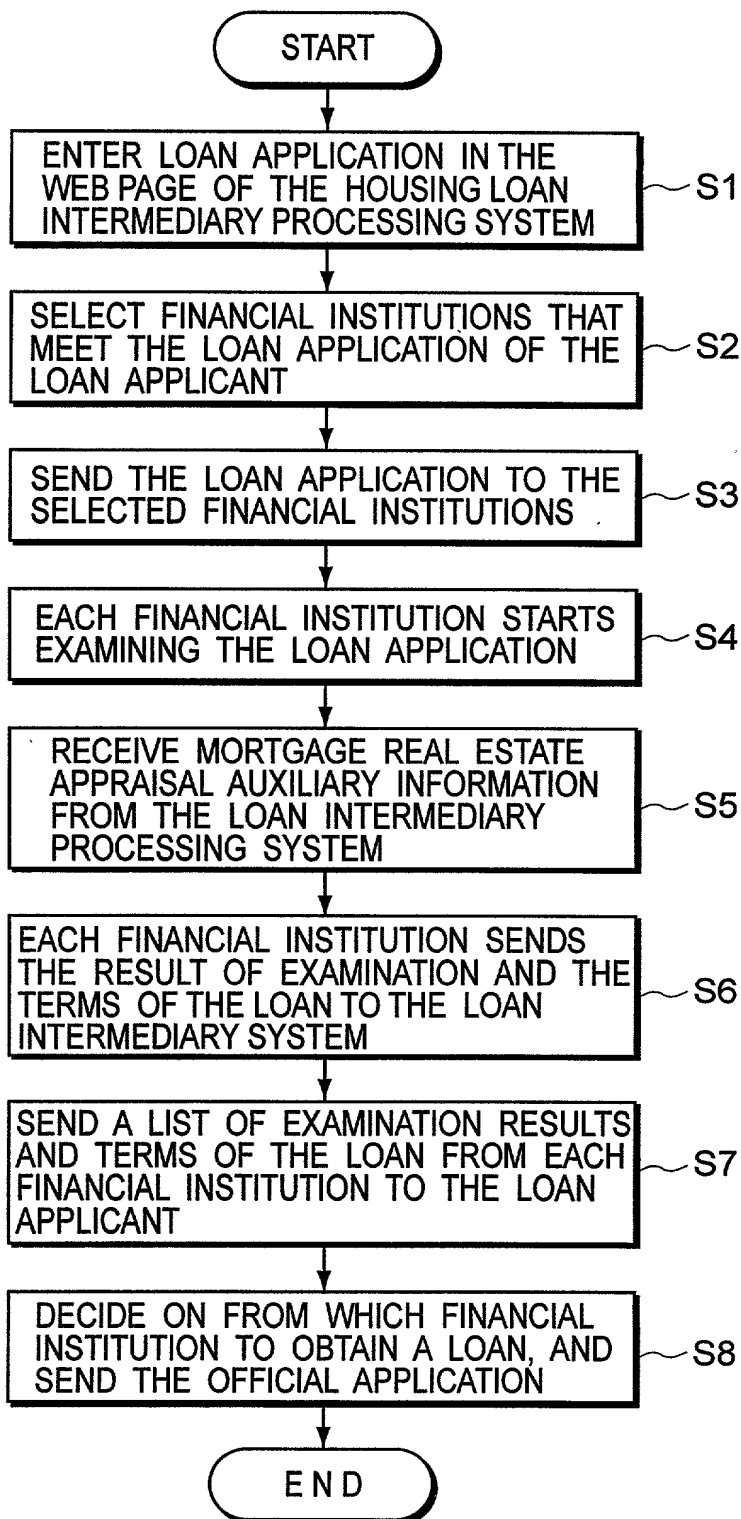 START
ENTER LOAN APPLICATION IN THE
WEB PAGE OF THE HOUSING LOAN
INTERMEDIARY PROCESSING SYSTEM
S1
SELECT FINANCIAL INSTITUTIONS THAT
MEET THE LOAN APPLICATION OF THE
LOAN APPLICANT
S2
SEND THE LOAN APPLICATION TO THE
SELECTED FINANCIAL INSTITUTIONS
S3
EACH FINANCIAL INSTITUTION STARTS
EXAMINING THE LOAN APPLICATION
S4
RECEIVE MORTGAGE REAL ESTATE
APPRAISAL AUXILIARY INFORMATION
FROM THE LOAN INTERMEDIARY
PROCESSING SYSTEM
S5
EACH FINANCIAL INSTITUTION SENDS
THE RESULT OF EXAMINATION AND THE
TERMS OF THE LOAN TO THE LOAN
INTERMEDIARY SYSTEM
S6
SEND A LIST OF EXAMINATION RESULTS
AND TERMS OF THE LOAN FROM EACH
FINANCIAL INSTITUTION TO THE LOAN
APPLICANT
S7
DECIDE ON FROM WHICH FINANCIAL
INSTITUTION TO OBTAIN A LOAN, AND
SEND THE OFFICIAL APPLICATION
S8
END